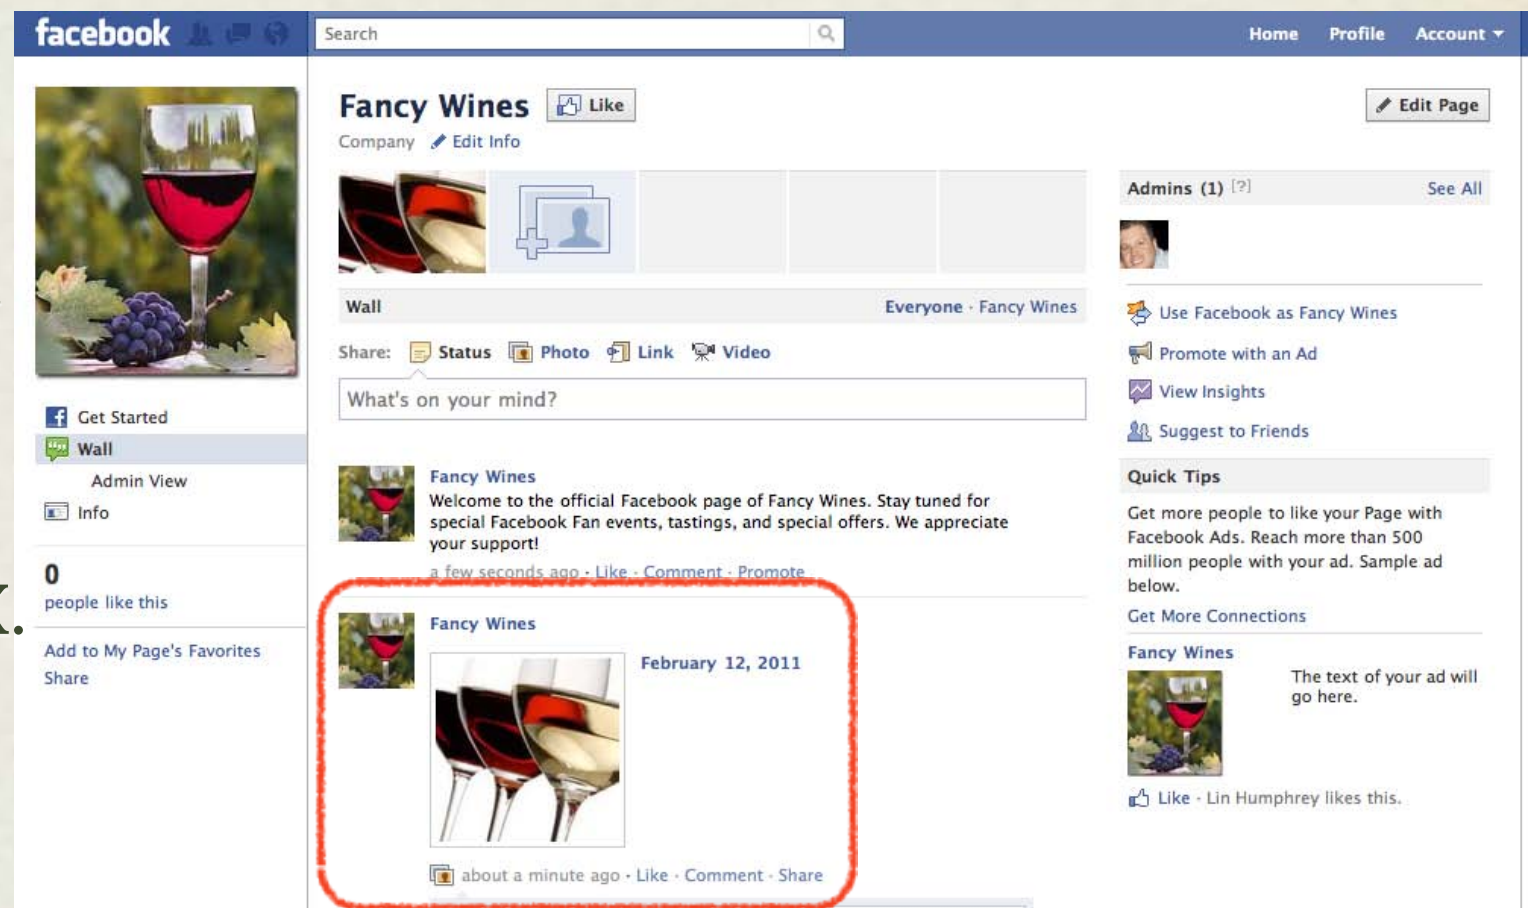 facebook
Search
Home Profile Account
Fancy Wines Like
Edit Page
Company Edit Info
Admins (1) [?] See All
Wall
Everyone · Fancy Wines
Share: Status Photo Link Video
What's on your mind?
Use Facebook as Fancy Wines
Promote with an Ad
View Insights
Suggest to Friends
Get Started
Wall
Admin View
Info
0
people like this
Add to My Page's Favorites
Share
Fancy Wines
Welcome to the official Facebook page of Fancy Wines. Stay tuned for
special Facebook Fan events, tastings, and special offers. We appreciate
your support!
a few seconds ago · Like · Comment · Promote
Fancy Wines
February 12, 2011
about a minute ago · Like · Comment · Share
Quick Tips
Get more people to like your Page with
Facebook Ads. Reach more than 500
million people with your ad. Sample ad
below.
Get More Connections
Fancy Wines
The text of your ad will
go here.
Like · Lin Humphrey likes this.